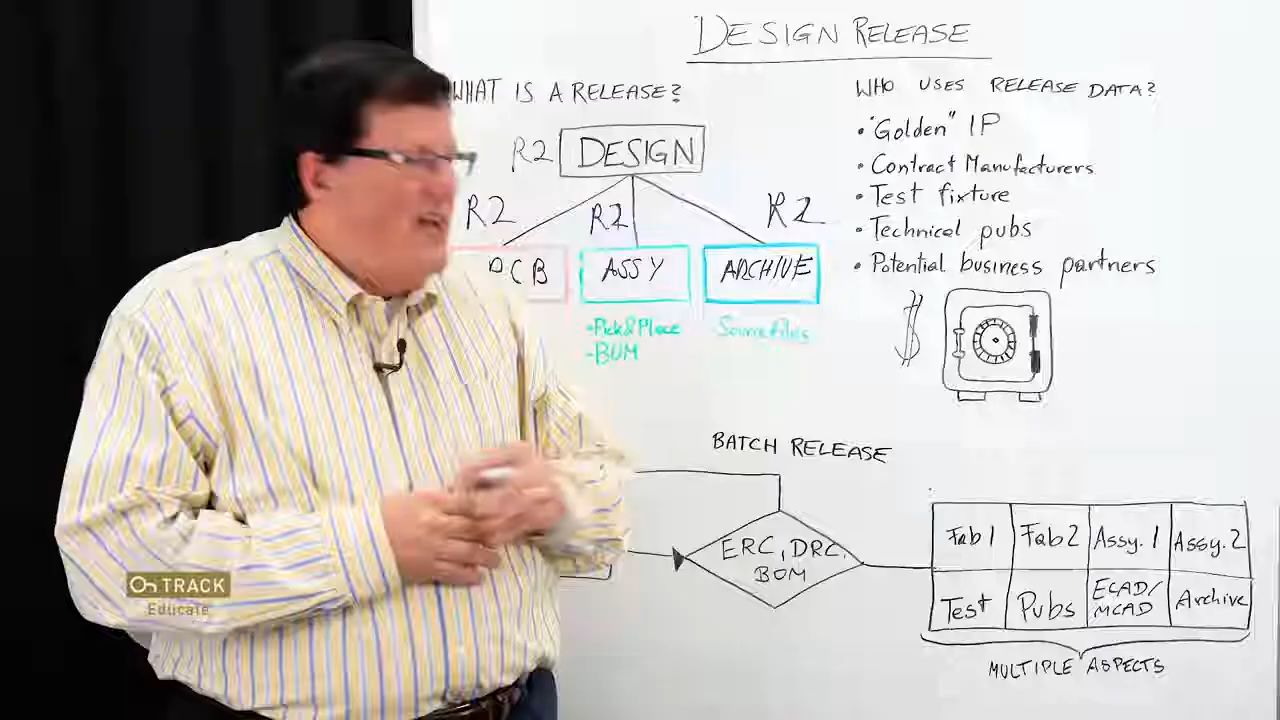 DESIGN RELEASE
WHAT IS A RELEASE?
R2 DESIGN
R2 R2 R2
PCB ASSY ARCHIVE
-Pick&Place
-BOM
Source Files
WHO USES RELEASE DATA?
• "Golden" IP
• Contract Manufacturers
• Test fixture
• Technical pubs
• Potential business partners
$
BATCH RELEASE
ERC, DRC,
BOM
Fab 1 Fab 2 Assy. 1 Assy. 2
Test Pubs ECAD/
MCAD Archive
MULTIPLE ASPECTS
On TRACK
Educate